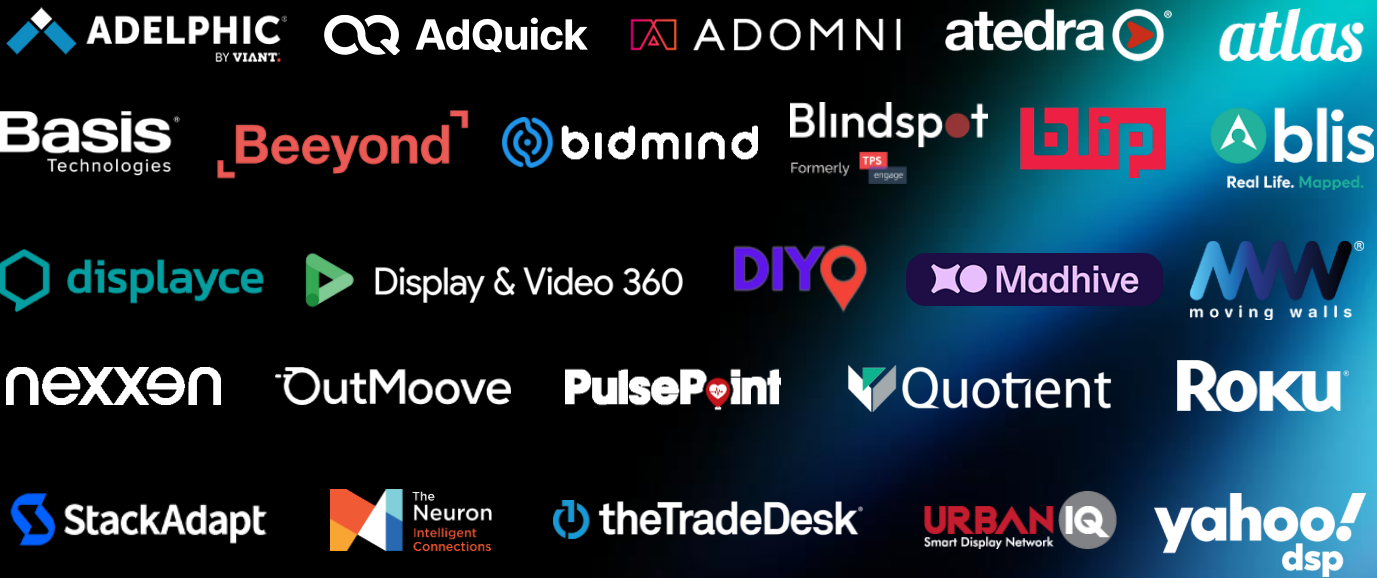 ADELPHIC®
BY VIANT.
AdQuick
ADOMNI
atedra®
atlas
Basis®
Technologies
Beeyond
bidmind
Blindspot
Formerly TPS engage
blip
blis
Real Life. Mapped.
displayce
Display & Video 360
DIY
Madhive
®
moving walls
nexxen
OutMoove
PulsePoint
Quotient
ROKU®
StackAdapt
The
Neuron
Intelligent
Connections
theTradeDesk®
URBAN IQ
Smart Display Network
yahoo!
dsp